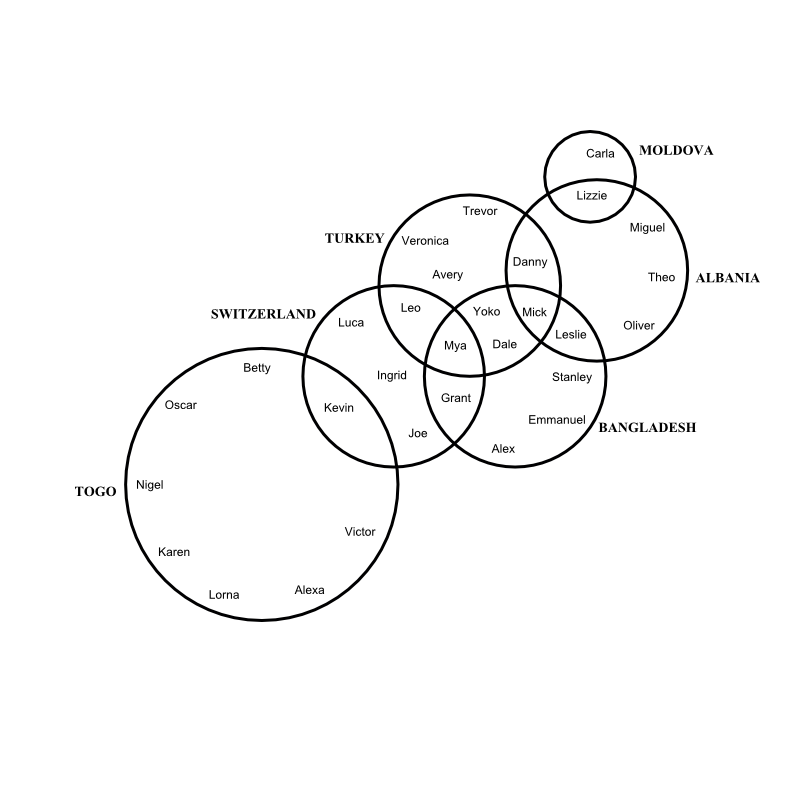 Carla
MOLDOVA
Lizzie
Trevor
Miguel
TURKEY
Veronica
Danny
Avery
Theo
ALBANIA
SWITZERLAND
Luca
Leo
Yoko
Mick
Oliver
Leslie
Mya
Dale
Betty
Ingrid
Stanley
Oscar
Kevin
Grant
Emmanuel
BANGLADESH
Joe
Alex
TOGO
Nigel
Victor
Karen
Lorna
Alexa